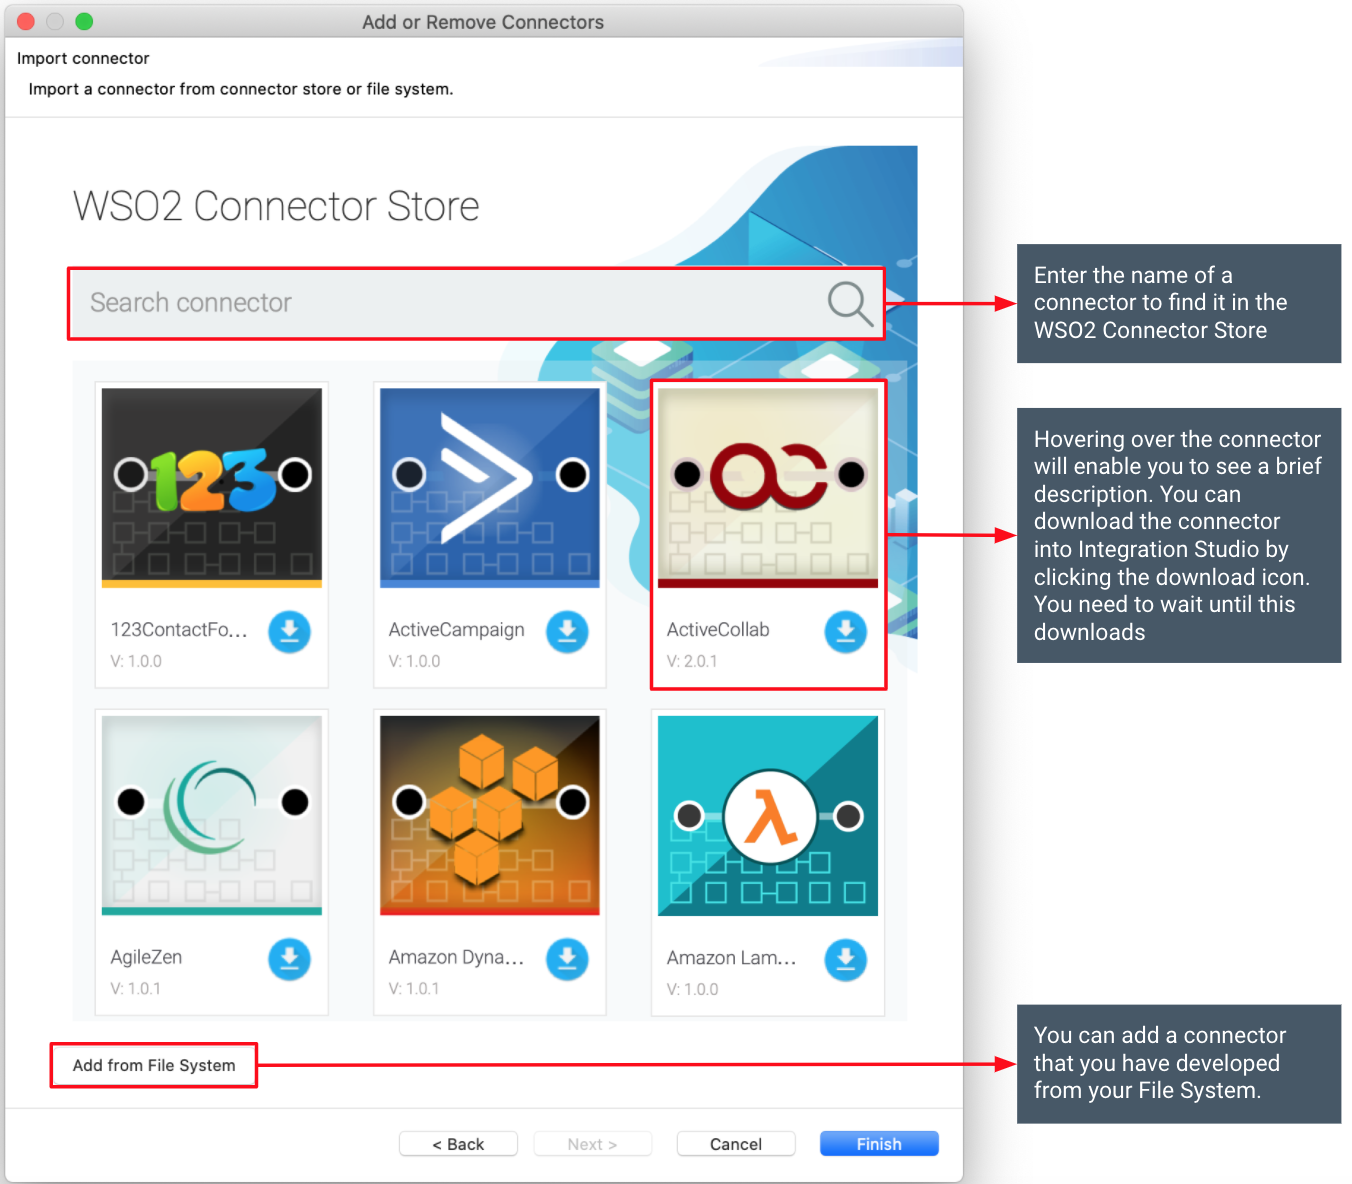 Add or Remove Connectors
Import connector
Import a connector from connector store or file system.
WSO2 Connector Store
Search connector
Enter the name of a
connector to find it in the
WSO2 Connector Store
123
123ContactFo...
V: 1.0.0
ActiveCampaign
V: 1.0.0
ActiveCollab
V: 2.0.1
Hovering over the connector
will enable you to see a brief
description. You can
download the connector
into Integration Studio by
clicking the download icon.
You need to wait until this
downloads
AgileZen
V: 1.0.1
Amazon Dyna...
V: 1.0.1
λ
Amazon Lam...
V: 1.0.0
Add from File System
You can add a connector
that you have developed
from your File System.
< Back
Next >
Cancel
Finish